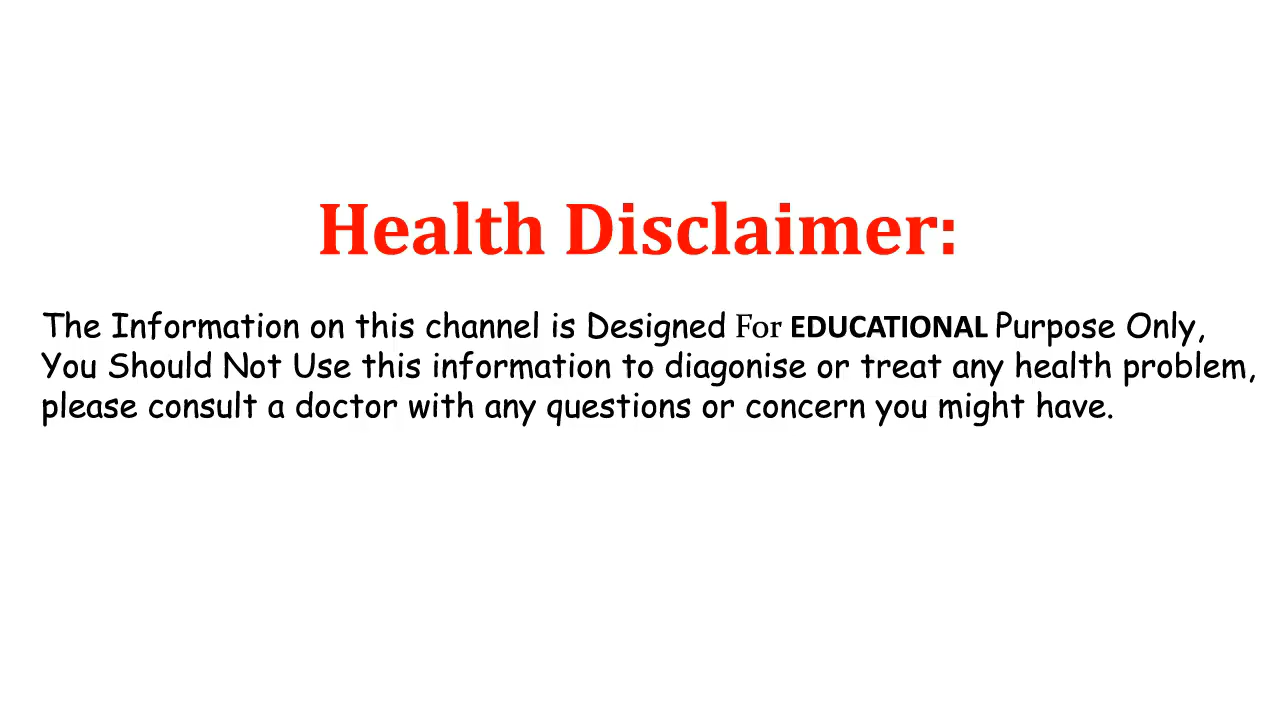 Health Disclaimer:
The Information on this channel is Designed For EDUCATIONAL Purpose Only,
You Should Not Use this information to diagonise or treat any health problem,
please consult a doctor with any questions or concern you might have.